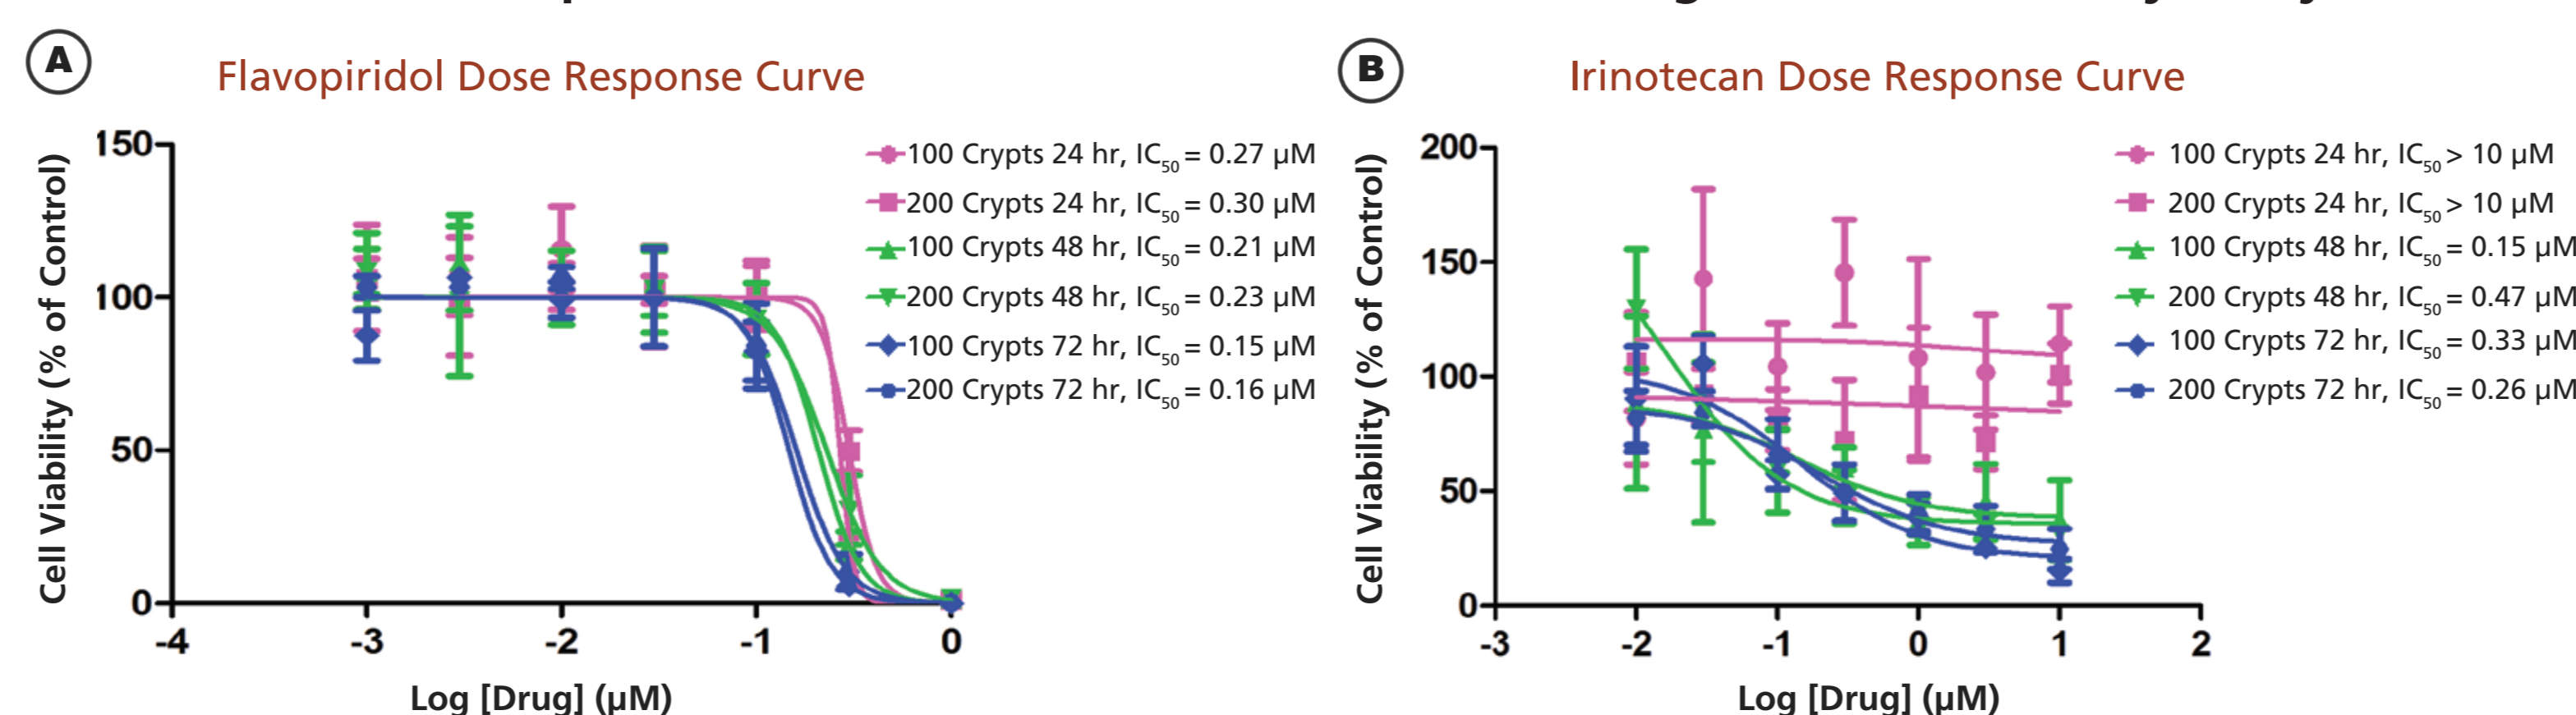 A
Flavopiridol Dose Response Curve
Cell Viability (% of Control)
150
100
50
0
-4
-3
-2
-1
0
Log [Drug] (µM)
100 Crypts 24 hr, IC50 = 0.27 µM
200 Crypts 24 hr, IC50 = 0.30 µM
100 Crypts 48 hr, IC50 = 0.21 µM
200 Crypts 48 hr, IC50 = 0.23 µM
100 Crypts 72 hr, IC50 = 0.15 µM
200 Crypts 72 hr, IC50 = 0.16 µM
B
Irinotecan Dose Response Curve
Cell Viability (% of Control)
200
150
100
50
0
-3
-2
-1
0
1
2
Log [Drug] (µM)
100 Crypts 24 hr, IC50 > 10 µM
200 Crypts 24 hr, IC50 > 10 µM
100 Crypts 48 hr, IC50 = 0.15 µM
200 Crypts 48 hr, IC50 = 0.47 µM
100 Crypts 72 hr, IC50 = 0.33 µM
200 Crypts 72 hr, IC50 = 0.26 µM